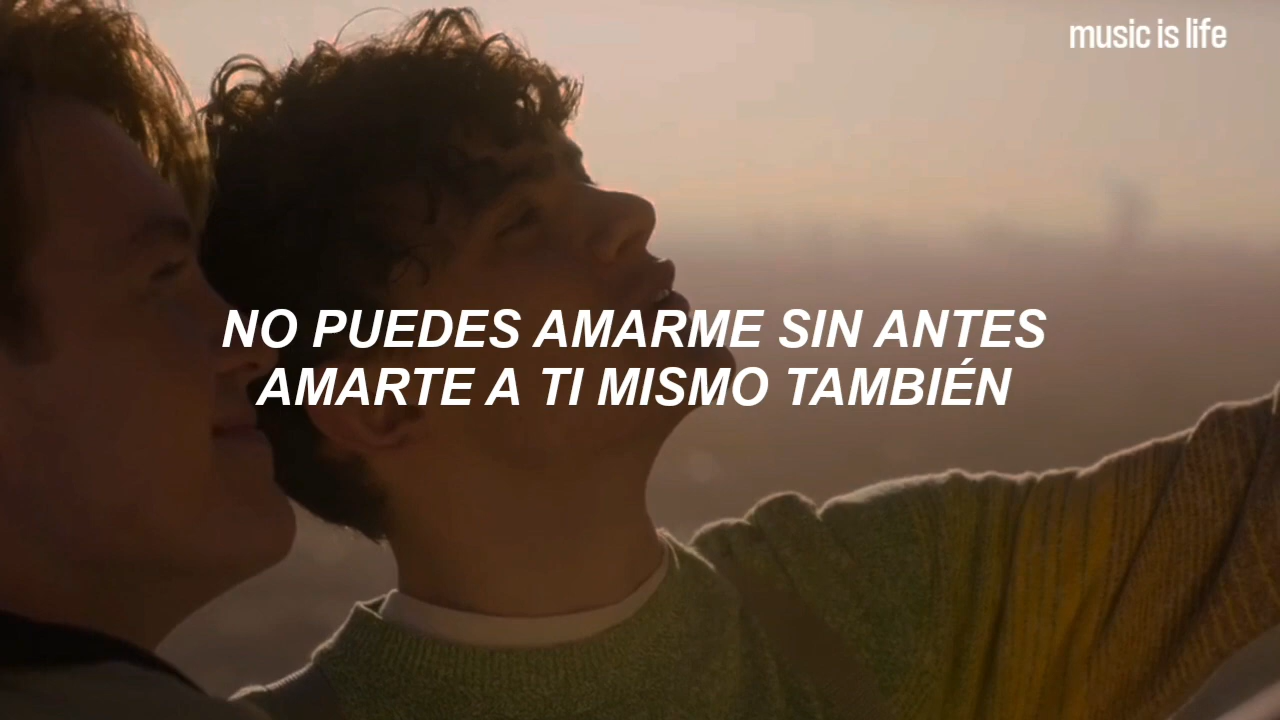 music is life
NO PUEDES AMARME SIN ANTES
AMARTE A TI MISMO TAMBIÉN